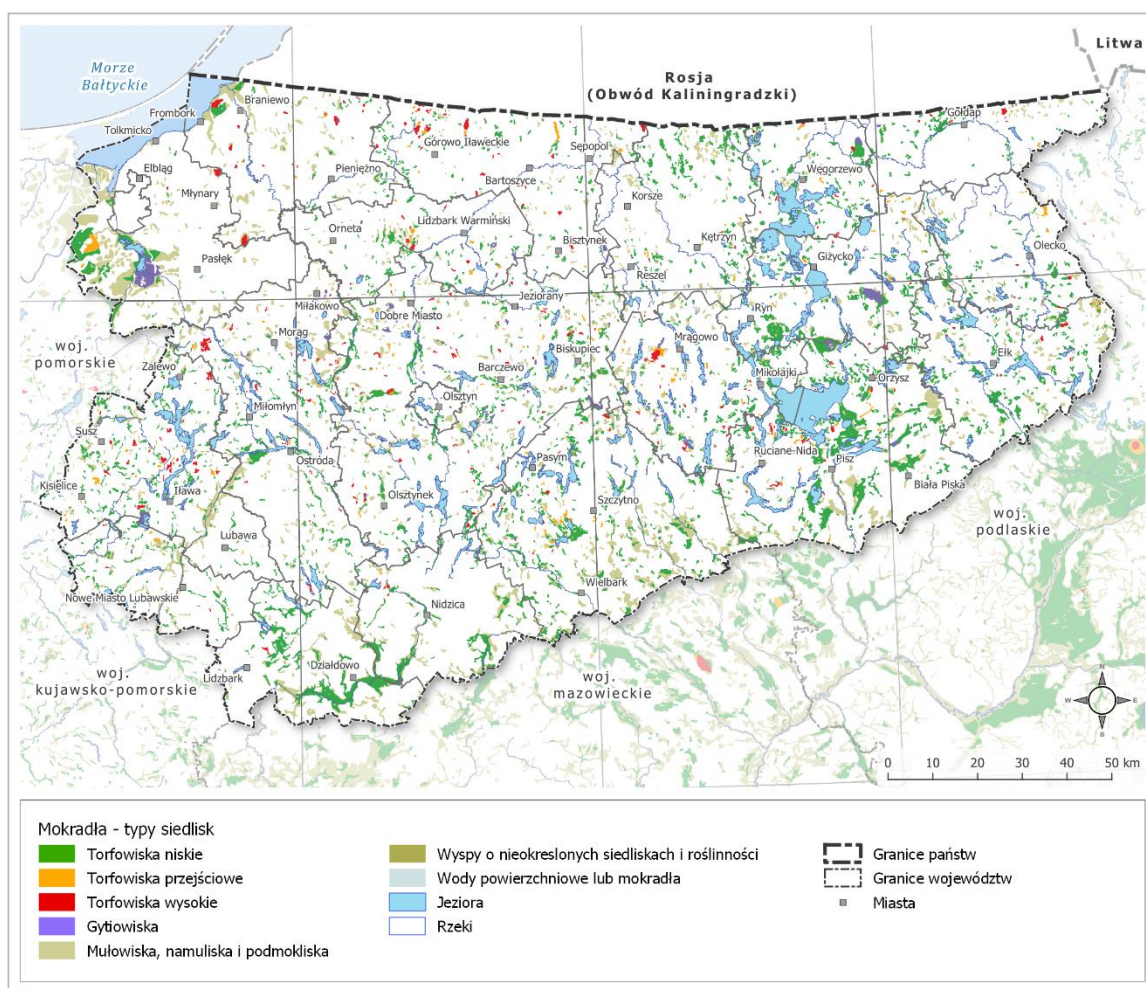 Morze
Bałtyckie
Litwa
Rosja
(Obwód Kaliningradzki)
Braniewo
Frombork
Tolkmicko
Gołdap
Górowo Iławeckie
Sępopol
Elbląg
Pieniężno
Bartoszyce
Węgorzewo
Młynary
Korsze
Lidzbark Warmiński
Orneta
Bisztynek
Kętrzyn
Olecko
Pasłęk
Reszel
Giżycko
Miłakowo
Jeziorany
Dobre Miasto
Ryn
woj.
pomorskie
Morąg
Mrągowo
Zalewo
Biskupiec
Ełk
Barczewo
Mikołajki
Orzysz
Olsztyn
Miłomłyn
Susz
Ostróda
Pasym
Ruciane-Nida
Pisz
Kisielice
Iława
Olsztynek
Szczytno
Biała Piska
woj.
podlaskie
Lubawa
Nowe Miasto Lubawskie
Wielbark
Nidzica
Działdowo
Lidzbark
woj.
kujawsko-pomorskie
woj.
mazowieckie
N
W E
S
0 10 20 30 40 50 km
Mokradła - typy siedlisk
Torfowiska niskie
Torfowiska przejściowe
Torfowiska wysokie
Gytiowiska
Mułowiska, namuliska i podmokliska
Wyspy o nieokreslonych siedliskach i roślinności
Wody powierzchniowe lub mokradła
Jeziora
Rzeki
Granice państw
Granice województw
Miasta